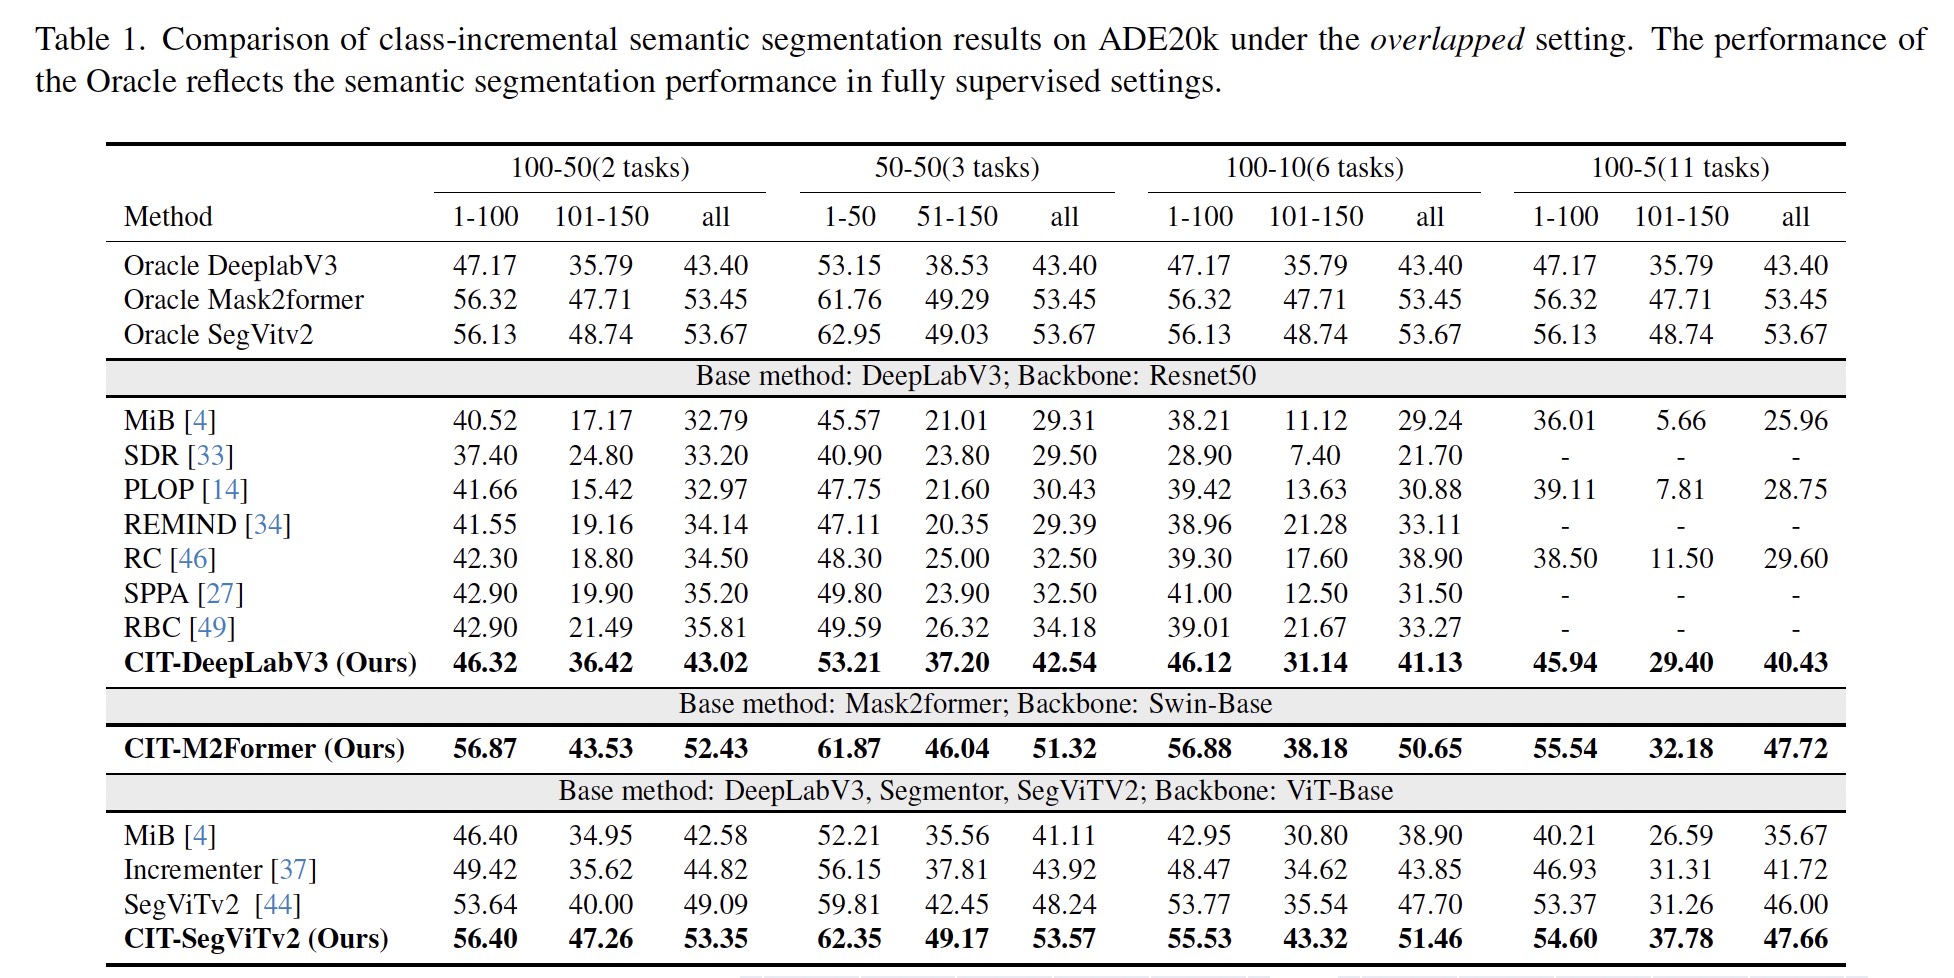 Table 1. Comparison of class-incremental semantic segmentation results on ADE20k under the overlapped setting. The performance of
the Oracle reflects the semantic segmentation performance in fully supervised settings.
100-50(2 tasks) 50-50(3 tasks) 100-10(6 tasks) 100-5(11 tasks)
Method 1-100 101-150 all 1-50 51-150 all 1-100 101-150 all 1-100 101-150 all
Oracle DeeplabV3 47.17 35.79 43.40 53.15 38.53 43.40 47.17 35.79 43.40 47.17 35.79 43.40
Oracle Mask2former 56.32 47.71 53.45 61.76 49.29 53.45 56.32 47.71 53.45 56.32 47.71 53.45
Oracle SegVitv2 56.13 48.74 53.67 62.95 49.03 53.67 56.13 48.74 53.67 56.13 48.74 53.67
Base method: DeepLabV3; Backbone: Resnet50
MiB [4] 40.52 17.17 32.79 45.57 21.01 29.31 38.21 11.12 29.24 36.01 5.66 25.96
SDR [33] 37.40 24.80 33.20 40.90 23.80 29.50 28.90 7.40 21.70 - - -
PLOP [14] 41.66 15.42 32.97 47.75 21.60 30.43 39.42 13.63 30.88 39.11 7.81 28.75
REMIND [34] 41.55 19.16 34.14 47.11 20.35 29.39 38.96 21.28 33.11 - - -
RC [46] 42.30 18.80 34.50 48.30 25.00 32.50 39.30 17.60 38.90 38.50 11.50 29.60
SPPA [27] 42.90 19.90 35.20 49.80 23.90 32.50 41.00 12.50 31.50 - - -
RBC [49] 42.90 21.49 35.81 49.59 26.32 34.18 39.01 21.67 33.27 - - -
CIT-DeepLabV3 (Ours) 46.32 36.42 43.02 53.21 37.20 42.54 46.12 31.14 41.13 45.94 29.40 40.43
Base method: Mask2former; Backbone: Swin-Base
CIT-M2Former (Ours) 56.87 43.53 52.43 61.87 46.04 51.32 56.88 38.18 50.65 55.54 32.18 47.72
Base method: DeepLabV3, Segmentor, SegViTV2; Backbone: ViT-Base
MiB [4] 46.40 34.95 42.58 52.21 35.56 41.11 42.95 30.80 38.90 40.21 26.59 35.67
Incrementer [37] 49.42 35.62 44.82 56.15 37.81 43.92 48.47 34.62 43.85 46.93 31.31 41.72
SegViTv2 [44] 53.64 40.00 49.09 59.81 42.45 48.24 53.77 35.54 47.70 53.37 31.26 46.00
CIT-SegViTv2 (Ours) 56.40 47.26 53.35 62.35 49.17 53.57 55.53 43.32 51.46 54.60 37.78 47.66